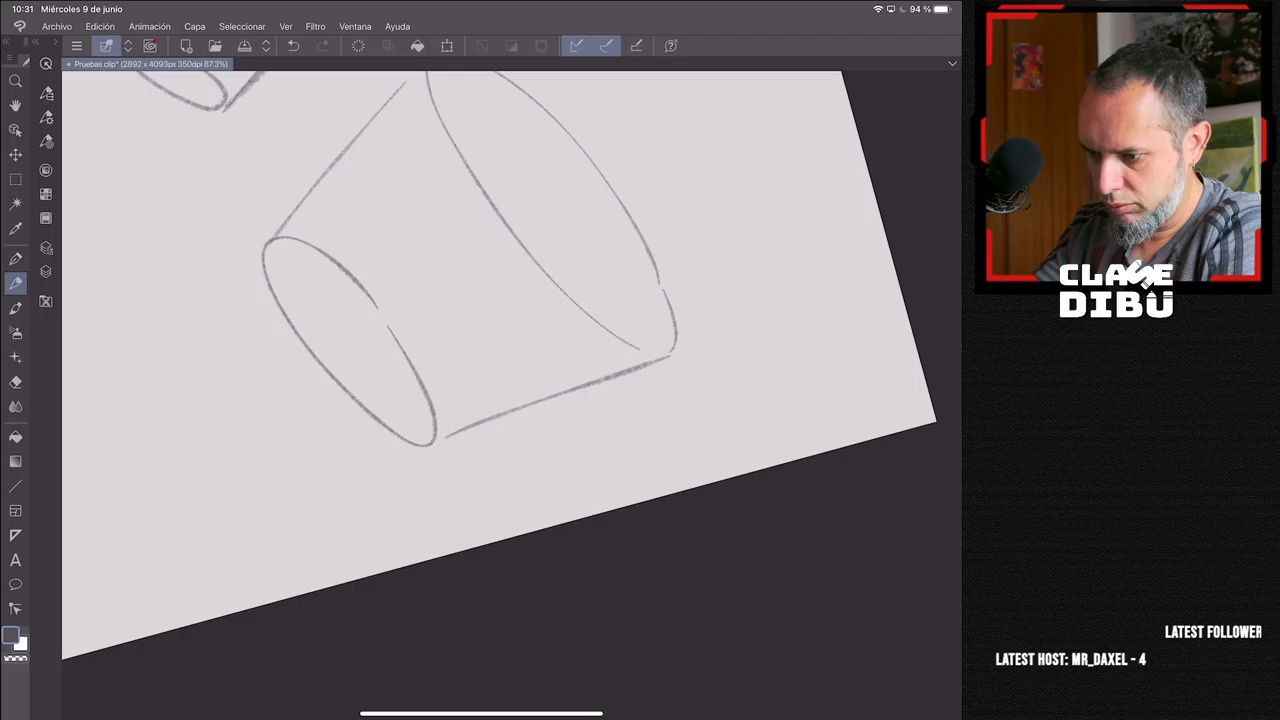 10:31 Miércoles 9 de junio
94 %
Archivo Edición Animación Capa Seleccionar Ver Filtro Ventana Ayuda
Pruebas clip* (2892 x 4093px 350dpi 87.3%)
CLASE
DIBU
LATEST FOLLOWER
LATEST HOST: MR_DAXEL - 4